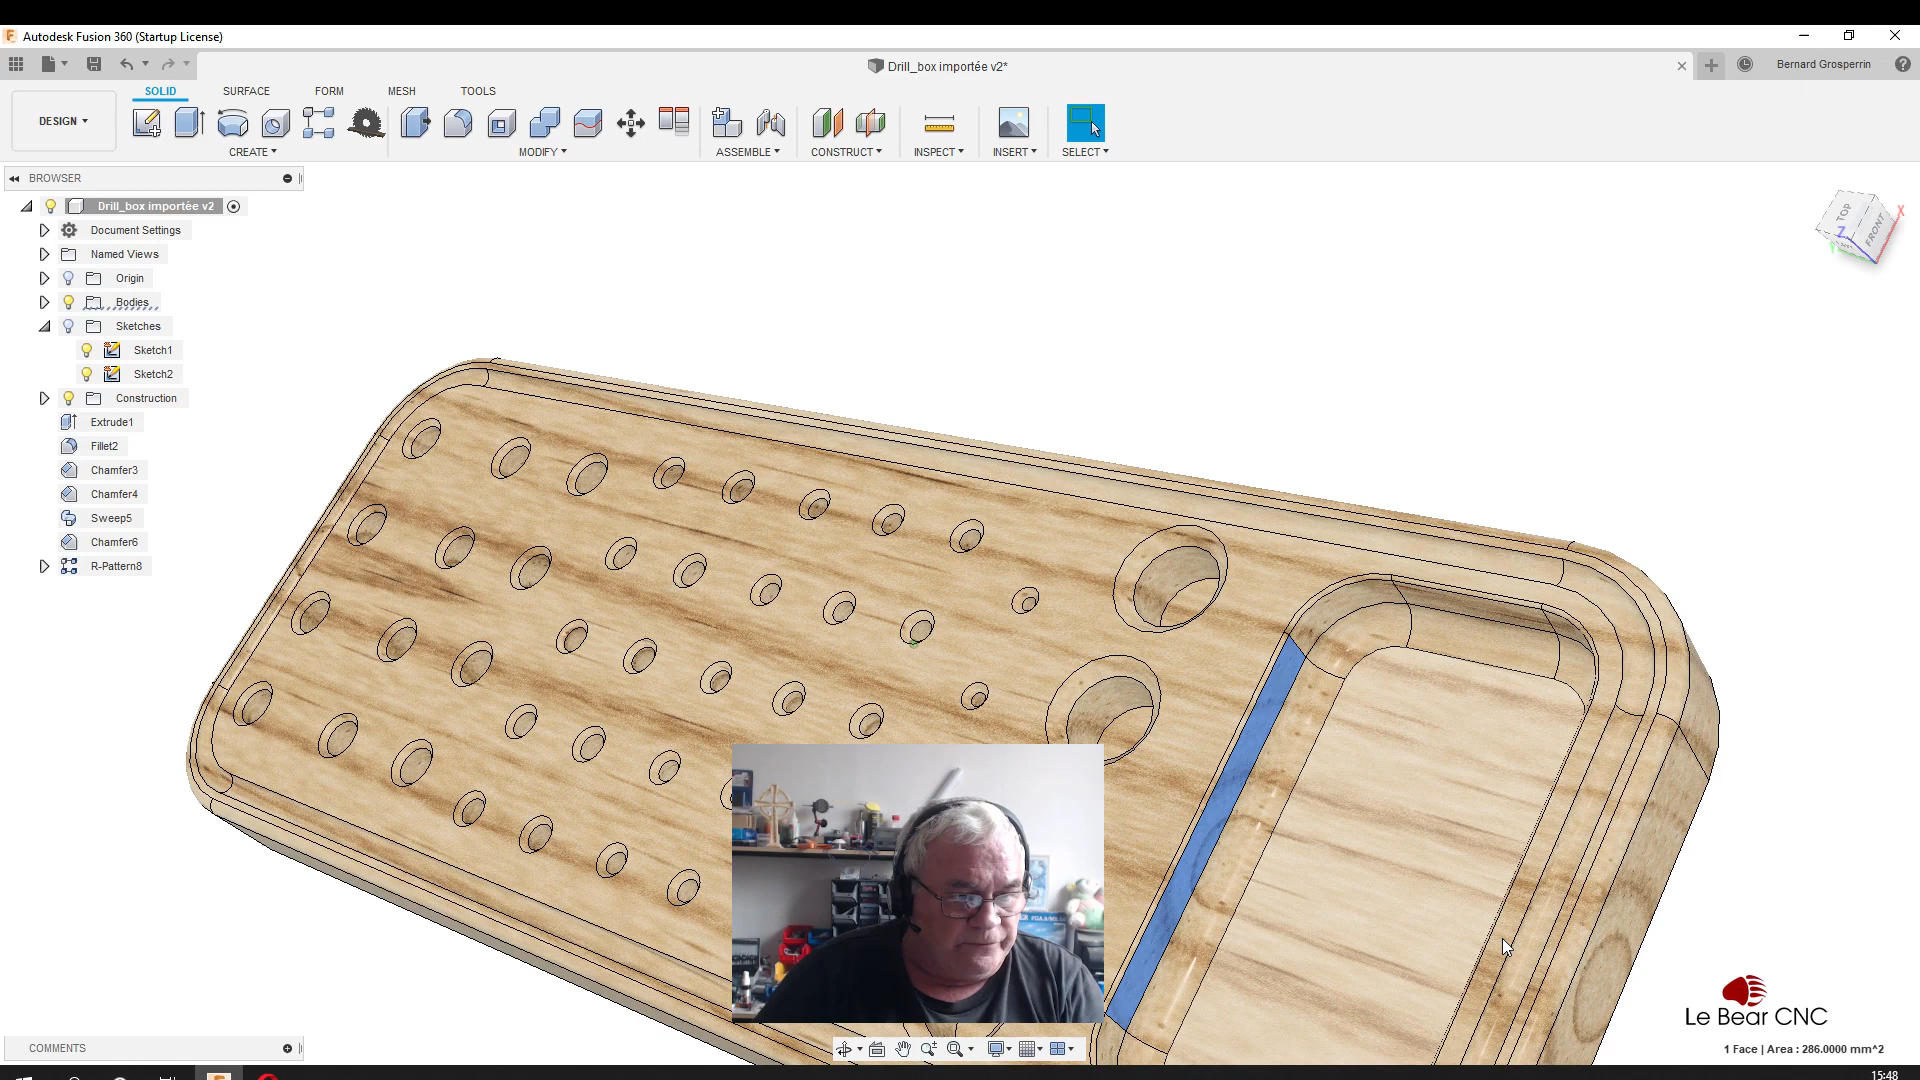 Autodesk Fusion 360 (Startup License)
Drill_box importée v2*
Bernard Grosperrin
DESIGN
SOLID
SURFACE
FORM
MESH
TOOLS
CREATE
MODIFY
ASSEMBLE
CONSTRUCT
INSPECT
INSERT
SELECT
BROWSER
Drill_box importée v2
Document Settings
Named Views
Origin
Bodies
Sketches
Sketch1
Sketch2
Construction
Extrude1
Fillet2
Chamfer3
Chamfer4
Sweep5
Chamfer6
R-Pattern8
TOP
FRONT
X
Y
Z
Le Bear CNC
COMMENTS
1 Face | Area : 286.0000 mm^2
15:48